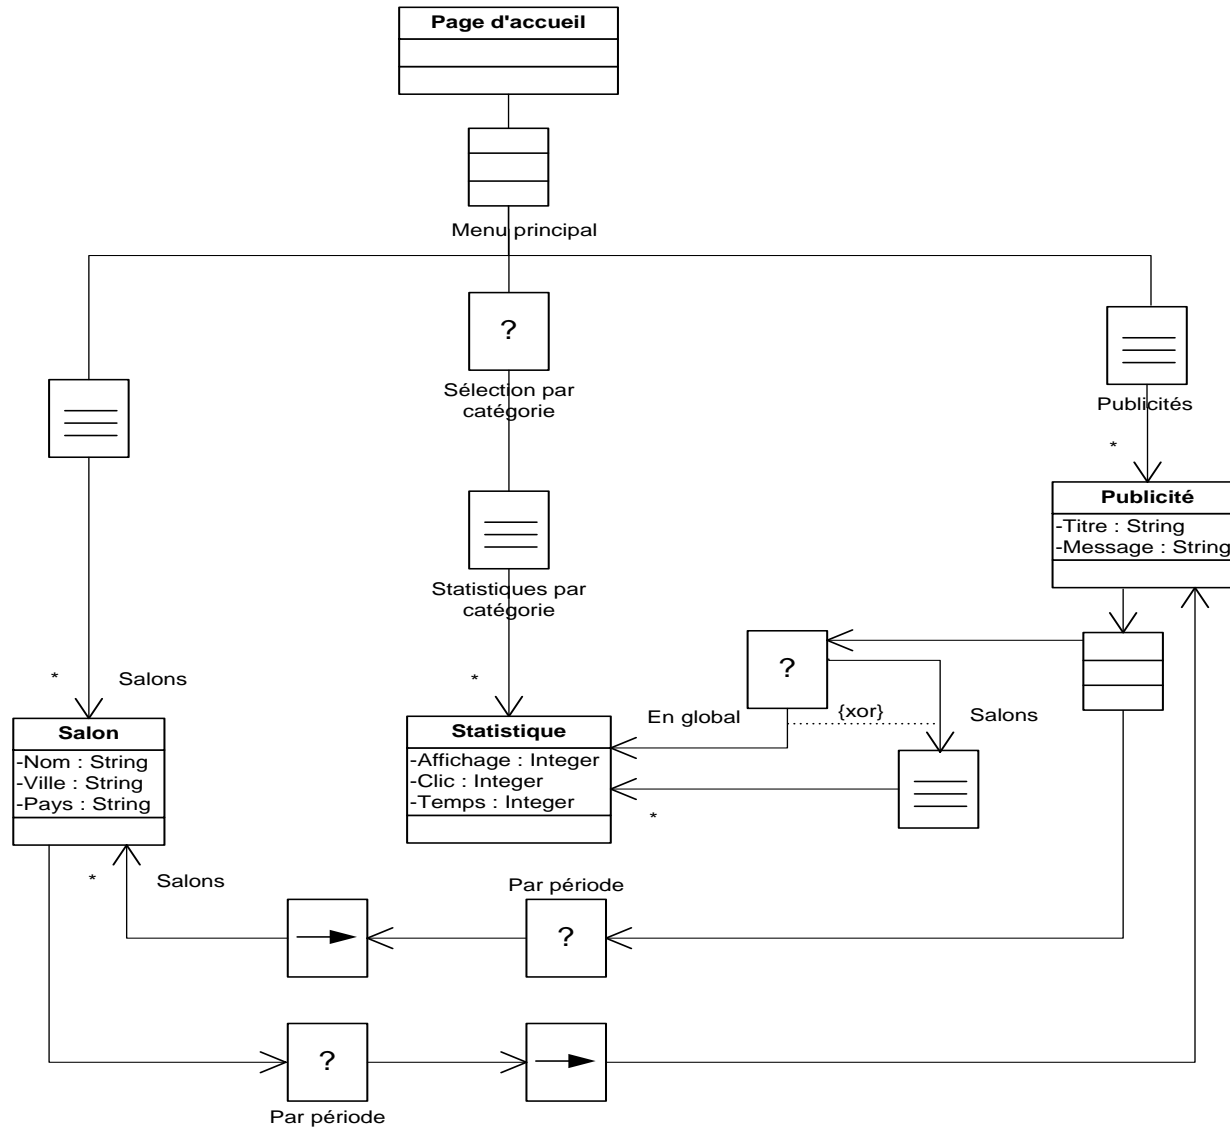 Page d'accueil
Menu principal
?
Sélection par
catégorie
Publicités
*
Publicité
-Titre : String
-Message : String
Statistiques par
catégorie
?
* Salons
*
En global
{xor}
Salons
Salon
-Nom : String
-Ville : String
-Pays : String
Statistique
-Affichage : Integer
-Clic : Integer
-Temps : Integer
*
* Salons
Par période
?
?
Par période